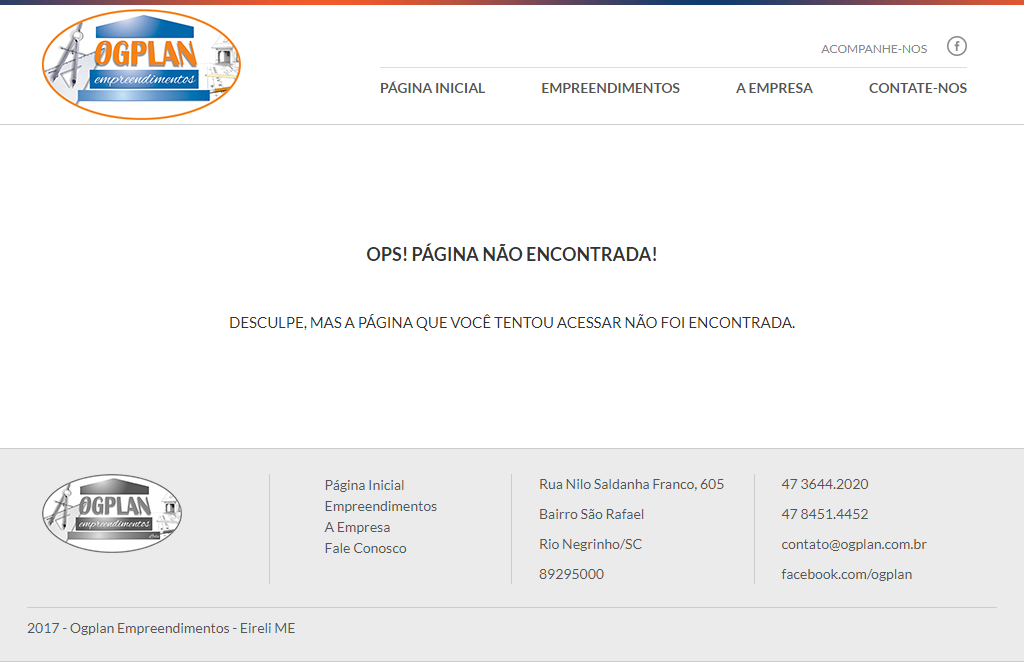 OGPLAN
empreendimentos
ACOMPANHE-NOS
PÁGINA INICIAL EMPREENDIMENTOS A EMPRESA CONTATE-NOS
OPS! PÁGINA NÃO ENCONTRADA!
DESCULPE, MAS A PÁGINA QUE VOCÊ TENTOU ACESSAR NÃO FOI ENCONTRADA.
OGPLAN
empreendimentos
Página Inicial
Empreendimentos
A Empresa
Fale Conosco
Rua Nilo Saldanha Franco, 605
Bairro São Rafael
Rio Negrinho/SC
89295000
47 3644.2020
47 8451.4452
contato@ogplan.com.br
facebook.com/ogplan
2017 - Ogplan Empreendimentos - Eireli ME